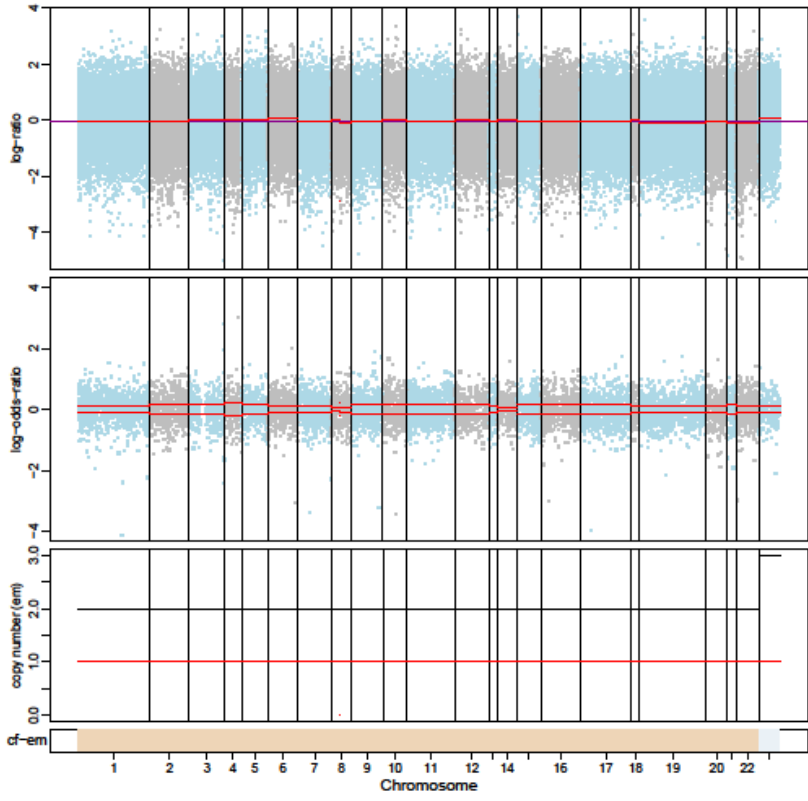 4
2
0
−2
−4
log−ratio
4
2
0
−2
−4
log−odds−ratio
3.0
2.0
1.0
0.0
copy number (em)
cf−em
1 2 3 4 5 6 7 8 9 10 11 12 14 16 17 18 19 20 22
Chromosome